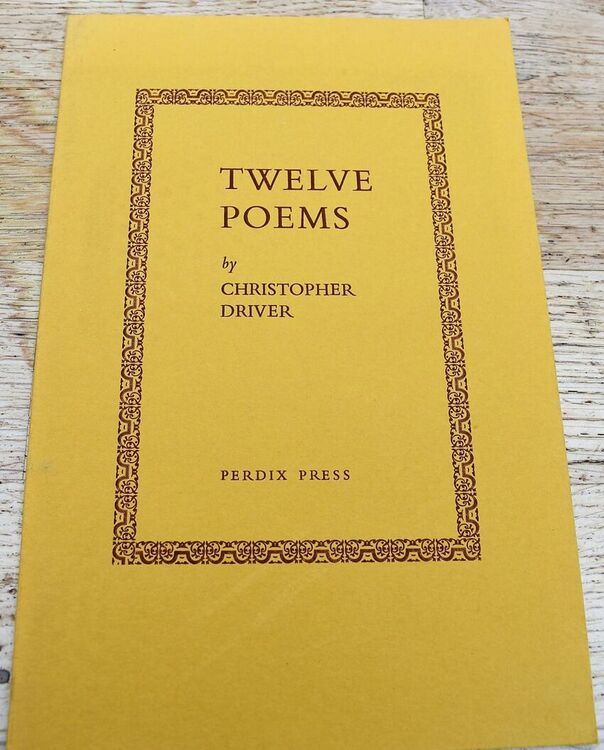 TWELVE
POEMS
by
CHRISTOPHER
DRIVER
PERDIX PRESS